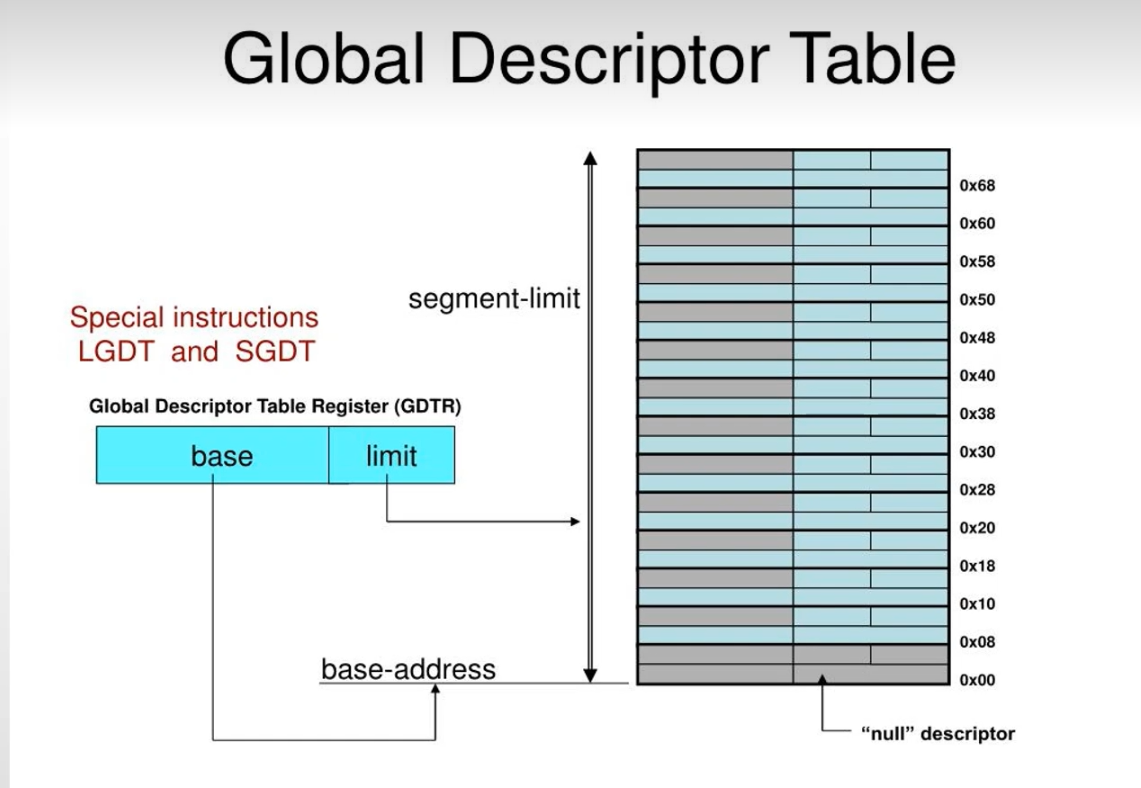 Global Descriptor Table
segment-limit
Special instructions
LGDT and SGDT
Global Descriptor Table Register (GDTR)
base
limit
base-address
0x68
0x60
0x58
0x50
0x48
0x40
0x38
0x30
0x28
0x20
0x18
0x10
0x08
0x00
“null” descriptor